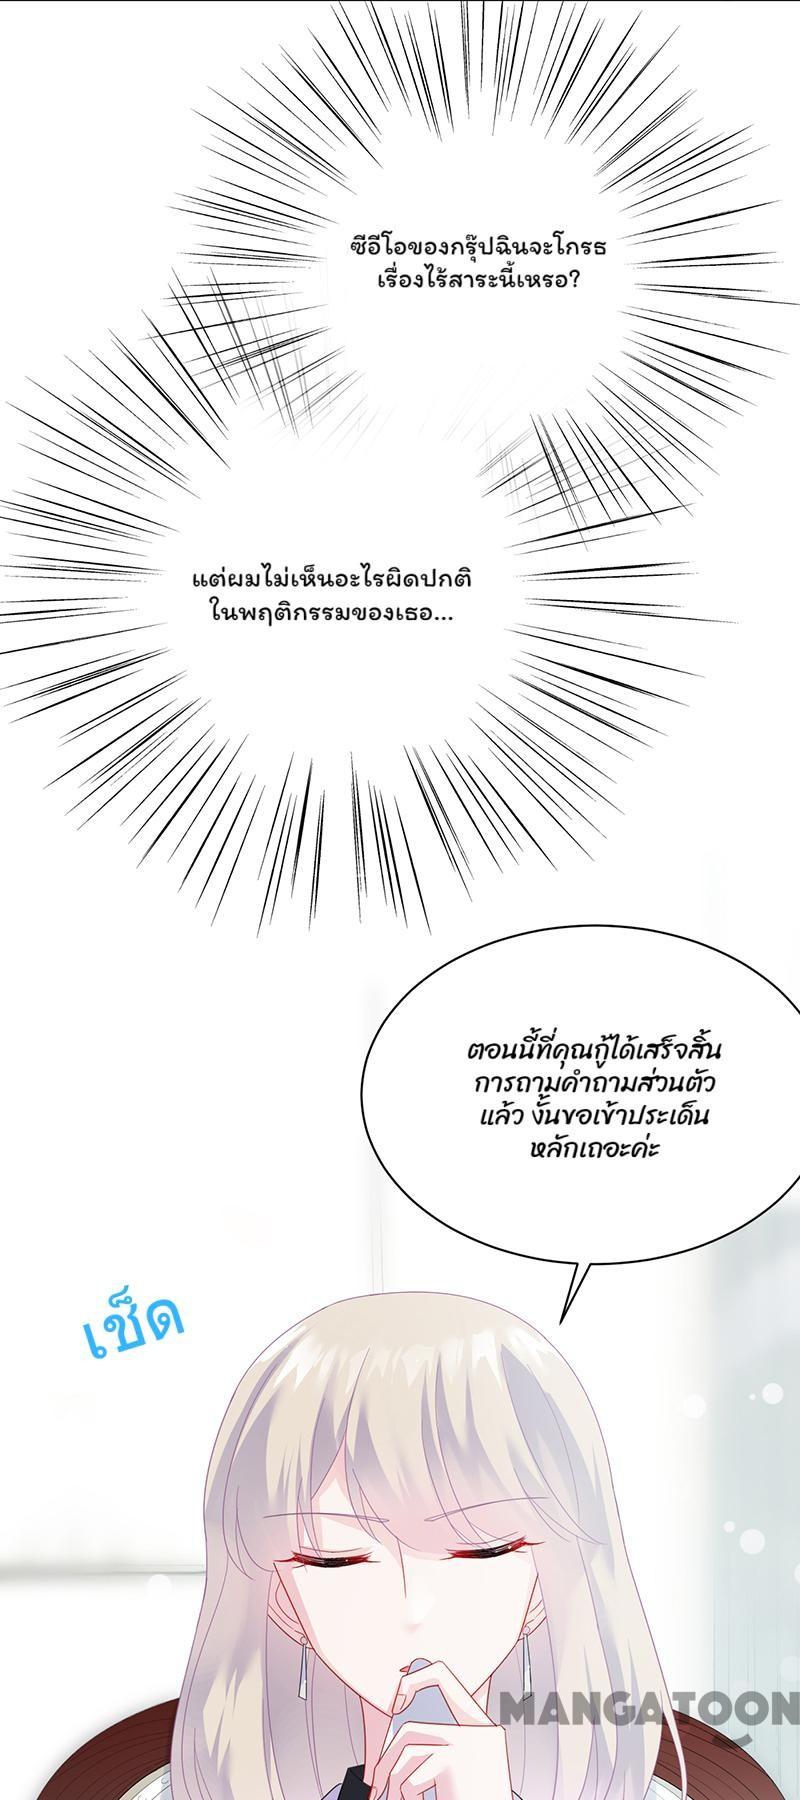 ซีอีโอของกรุ๊ปฉินจะโกรธ
เรื่องไร้สาระนี้เหรอ?
แต่ผมไม่เห็นอะไรผิดปกติ
ในพฤติกรรมของเธอ...
ตอนนี้ที่คุณกู้ได้เสร็จสิ้น
การถามคำถามส่วนตัว
แล้ว งั้นขอเข้าประเด็น
หลักเถอะค่ะ
เช็ด
MANGATOON